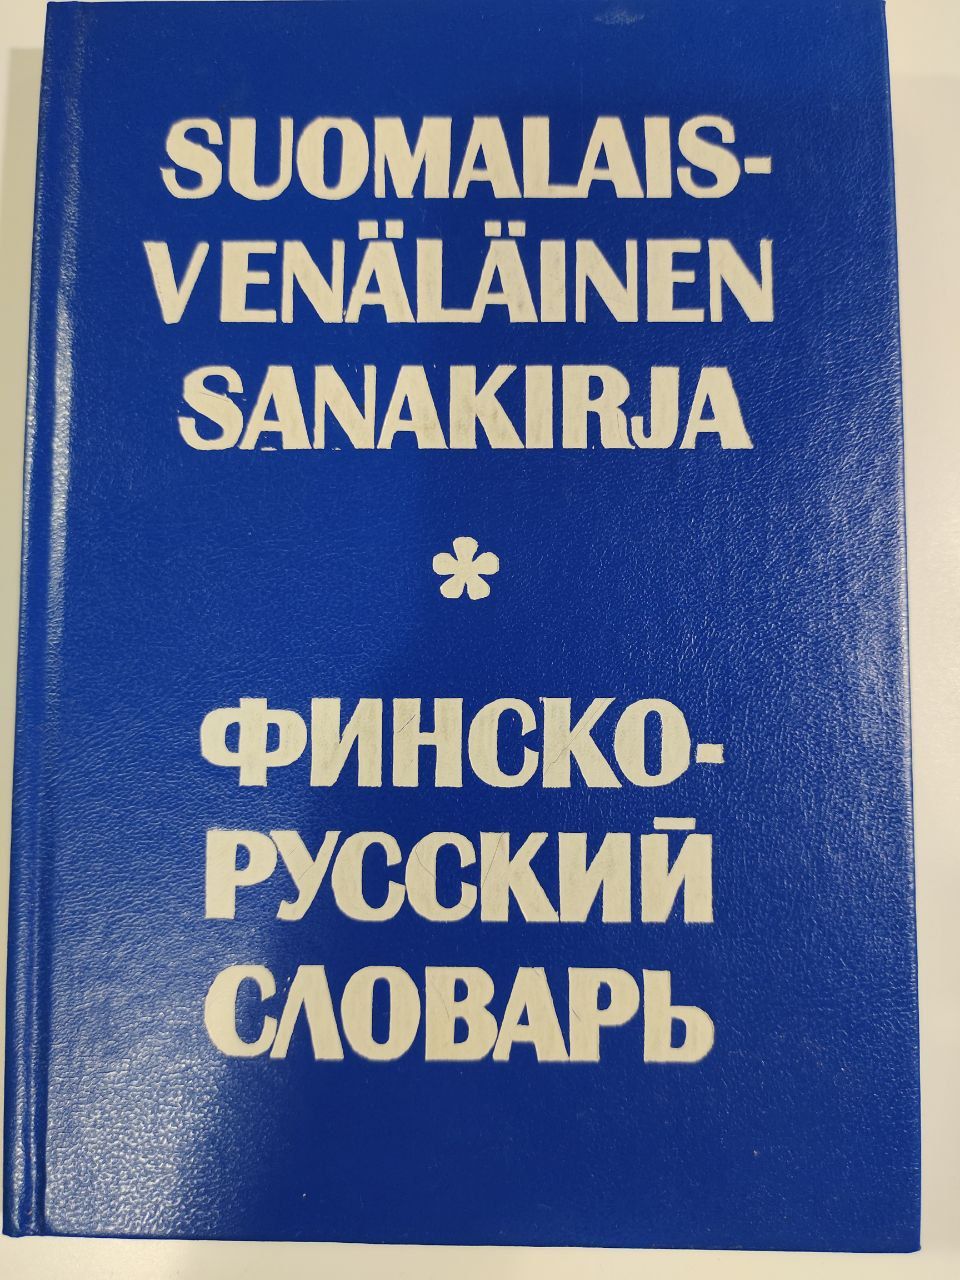 SUOMALAIS-
VENÄLÄINEN
SANAKIRJA
*
ФИНСКО-
РУССКИЙ
СЛОВАРЬ